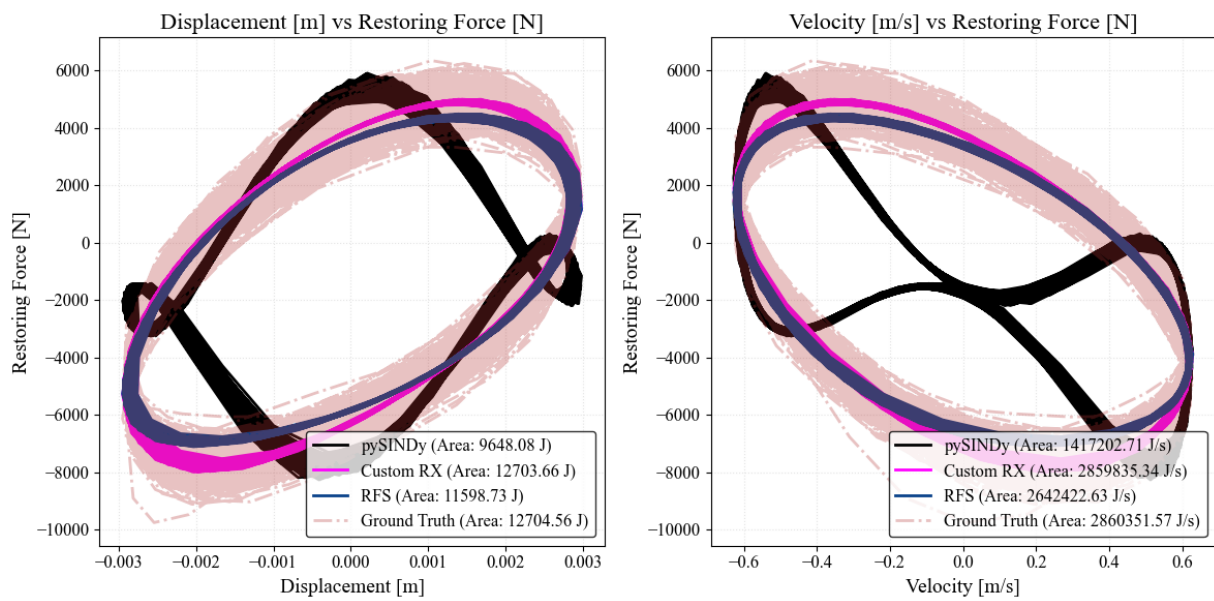 Displacement [m] vs Restoring Force [N]
Restoring Force [N]
6000
4000
2000
0
−2000
−4000
−6000
−8000
−10000
pySINDy (Area: 9648.08 J)
Custom RX (Area: 12703.66 J)
RFS (Area: 11598.73 J)
Ground Truth (Area: 12704.56 J)
−0.003 −0.002 −0.001 0.000 0.001 0.002 0.003
Displacement [m]
Velocity [m/s] vs Restoring Force [N]
Restoring Force [N]
6000
4000
2000
0
−2000
−4000
−6000
−8000
−10000
pySINDy (Area: 1417202.71 J/s)
Custom RX (Area: 2859835.34 J/s)
RFS (Area: 2642422.63 J/s)
Ground Truth (Area: 2860351.57 J/s)
−0.6 −0.4 −0.2 0.0 0.2 0.4 0.6
Velocity [m/s]